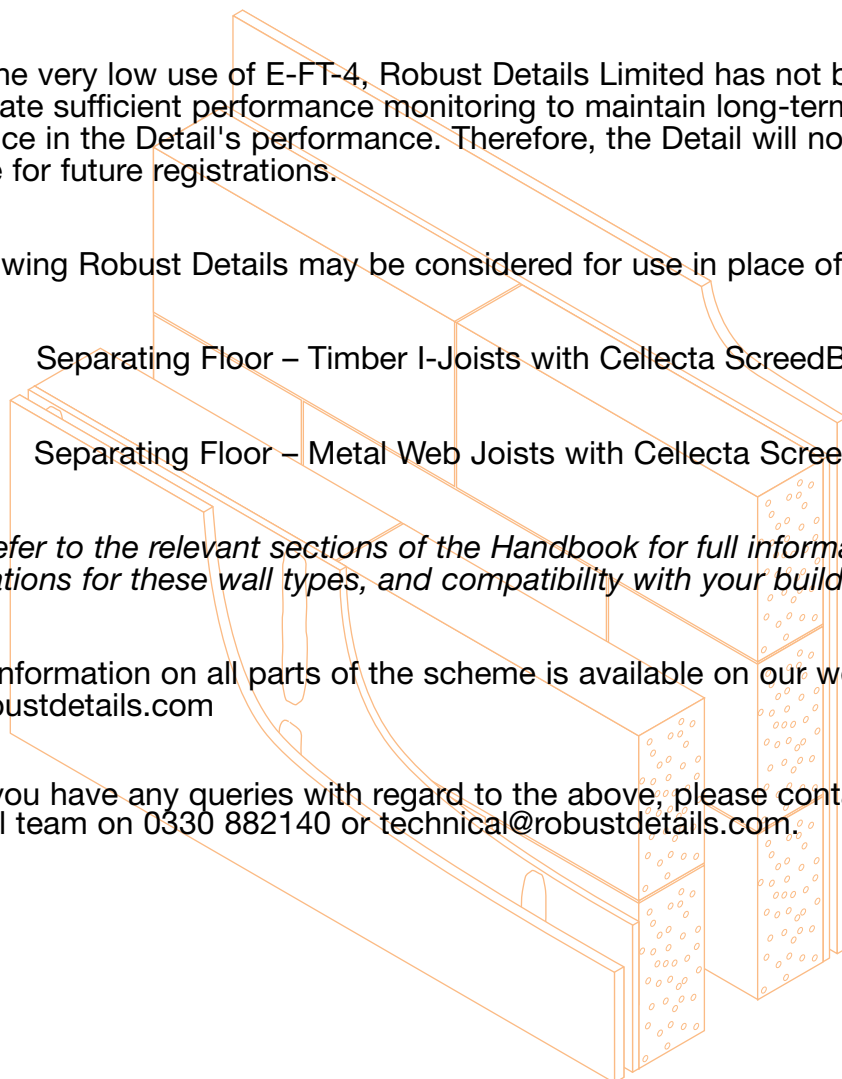 he very low use of E-FT-4, Robust Details Limited has not b
ate sufficient performance monitoring to maintain long-term
ce in the Detail's performance. Therefore, the Detail will no
e for future registrations.
wing Robust Details may be considered for use in place of
Separating Floor – Timber I-Joists with Cellecta ScreedB
Separating Floor – Metal Web Joists with Cellecta Scree
efer to the relevant sections of the Handbook for full informa
ations for these wall types, and compatibility with your build
nformation on all parts of the scheme is available on our we
bustdetails.com
you have any queries with regard to the above, please conta
l team on 0330 882140 or technical@robustdetails.com.